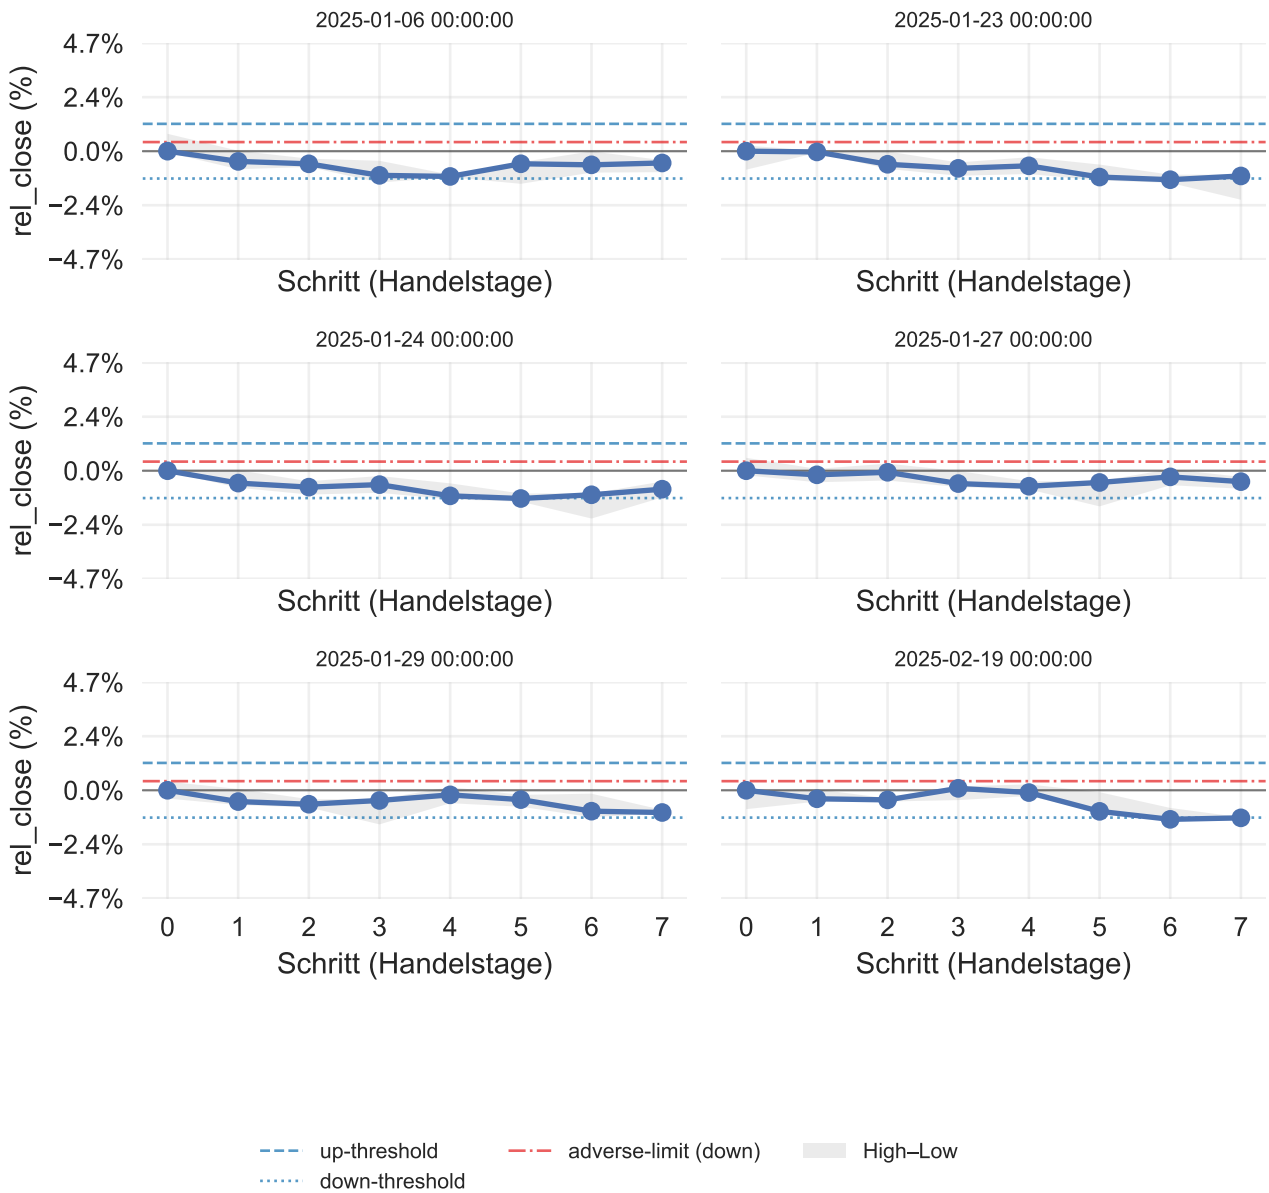 2025-01-06 00:00:00
2025-01-23 00:00:00
4.7%
2.4%
0.0%
−2.4%
−4.7%
rel_close (%)
Schritt (Handelstage)
Schritt (Handelstage)
2025-01-24 00:00:00
2025-01-27 00:00:00
4.7%
2.4%
0.0%
−2.4%
−4.7%
rel_close (%)
Schritt (Handelstage)
Schritt (Handelstage)
2025-01-29 00:00:00
2025-02-19 00:00:00
4.7%
2.4%
0.0%
−2.4%
−4.7%
rel_close (%)
0 1 2 3 4 5 6 7
0 1 2 3 4 5 6 7
Schritt (Handelstage)
Schritt (Handelstage)
up-threshold
down-threshold
adverse-limit (down)
High–Low